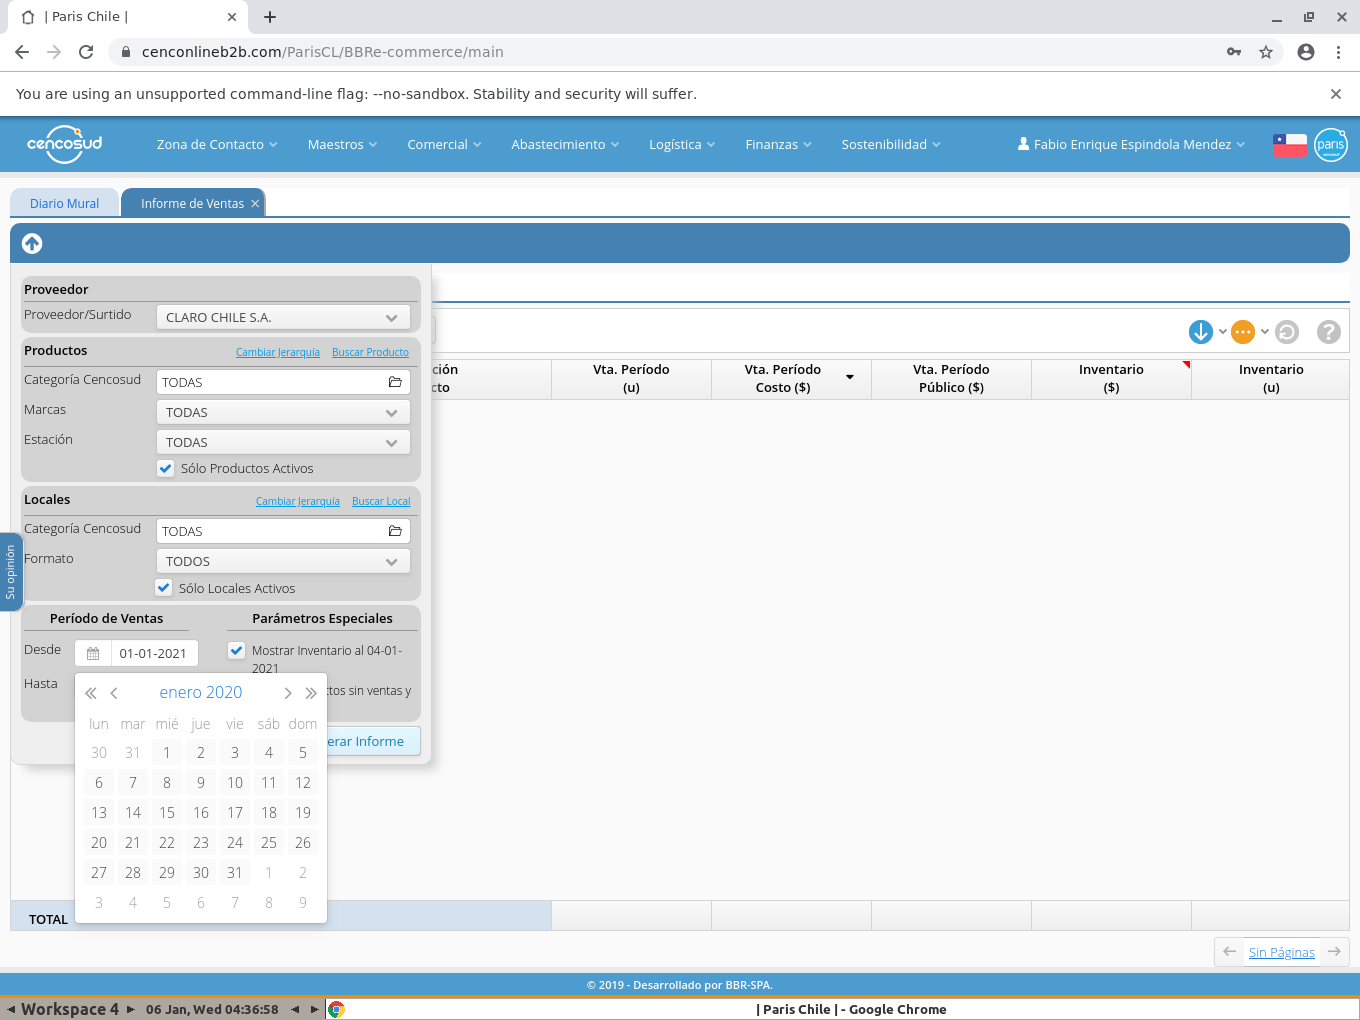 | Paris Chile |
cenconlineb2b.com/ParisCL/BBRe-commerce/main
You are using an unsupported command-line flag: --no-sandbox. Stability and security will suffer.
cencosud
Zona de Contacto
Maestros
Comercial
Abastecimiento
Logística
Finanzas
Sostenibilidad
Fabio Enrique Espindola Mendez
paris
Diario Mural
Informe de Ventas
Proveedor
Proveedor/Surtido
CLARO CHILE S.A.
Productos
Cambiar Jerarquía
Buscar Producto
Categoría Cencosud
TODAS
Marcas
TODAS
Estación
TODAS
Sólo Productos Activos
Locales
Cambiar Jerarquía
Buscar Local
Categoría Cencosud
TODAS
Formato
TODOS
Sólo Locales Activos
Su opinión
Período de Ventas
Parámetros Especiales
Desde
01-01-2021
Mostrar Inventario al 04-01-
2021
Hasta
ctos sin ventas y
erar Informe
enero 2020
lun mar mié jue vie sáb dom
30 31 1 2 3 4 5
6 7 8 9 10 11 12
13 14 15 16 17 18 19
20 21 22 23 24 25 26
27 28 29 30 31 1 2
3 4 5 6 7 8 9
ción
cto
Vta. Período
(u)
Vta. Período
Costo ($)
Vta. Período
Público ($)
Inventario
($)
Inventario
(u)
TOTAL
Sin Páginas
© 2019 - Desarrollado por BBR-SPA.
Workspace 4
06 Jan, Wed 04:36:58
| Paris Chile | - Google Chrome